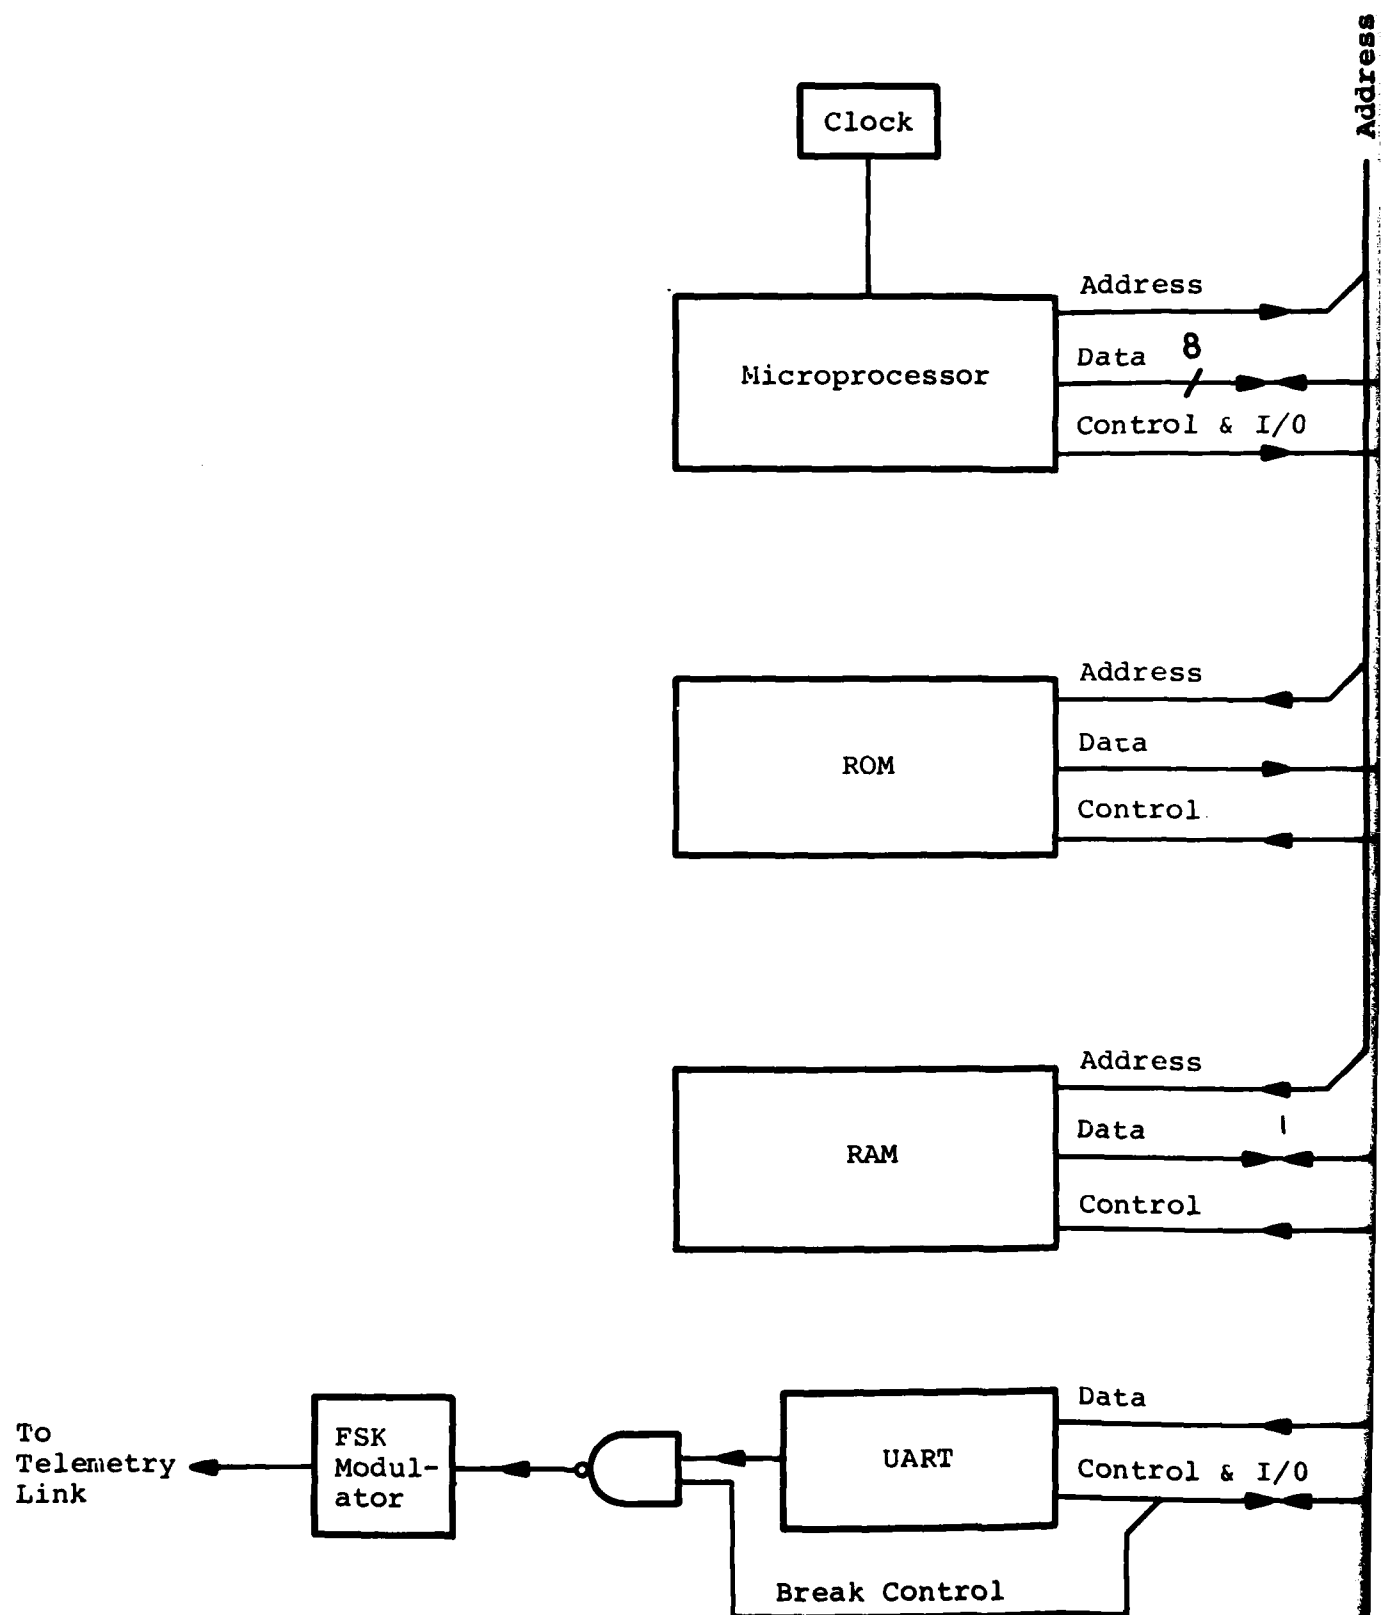 Address
Clock
Address
Data 8
Microprocessor
Control & I/O
Address
Data
ROM
Control
Address
Data
RAM
Control
Data
To
Telemetry
Link
FSK
Modul-
ator
UART
Control & I/O
Break Control